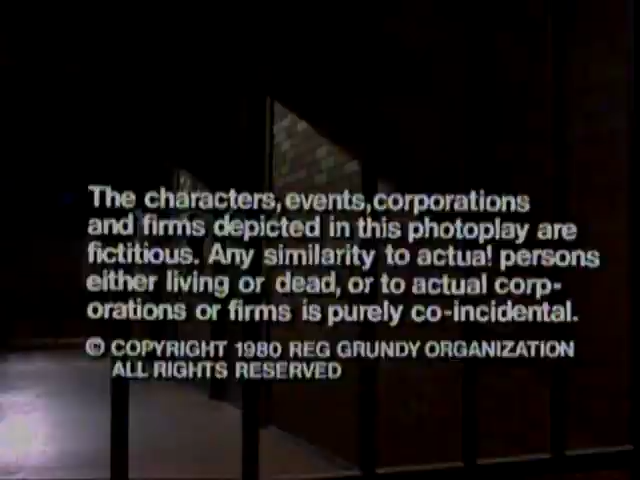 The characters, events, corporations
and firms depicted in this photoplay are
fictitious. Any similarity to actual persons
either living or dead, or to actual corp-
orations or firms is purely co-incidental.
© COPYRIGHT 1980 REG GRUNDY ORGANIZATION
ALL RIGHTS RESERVED